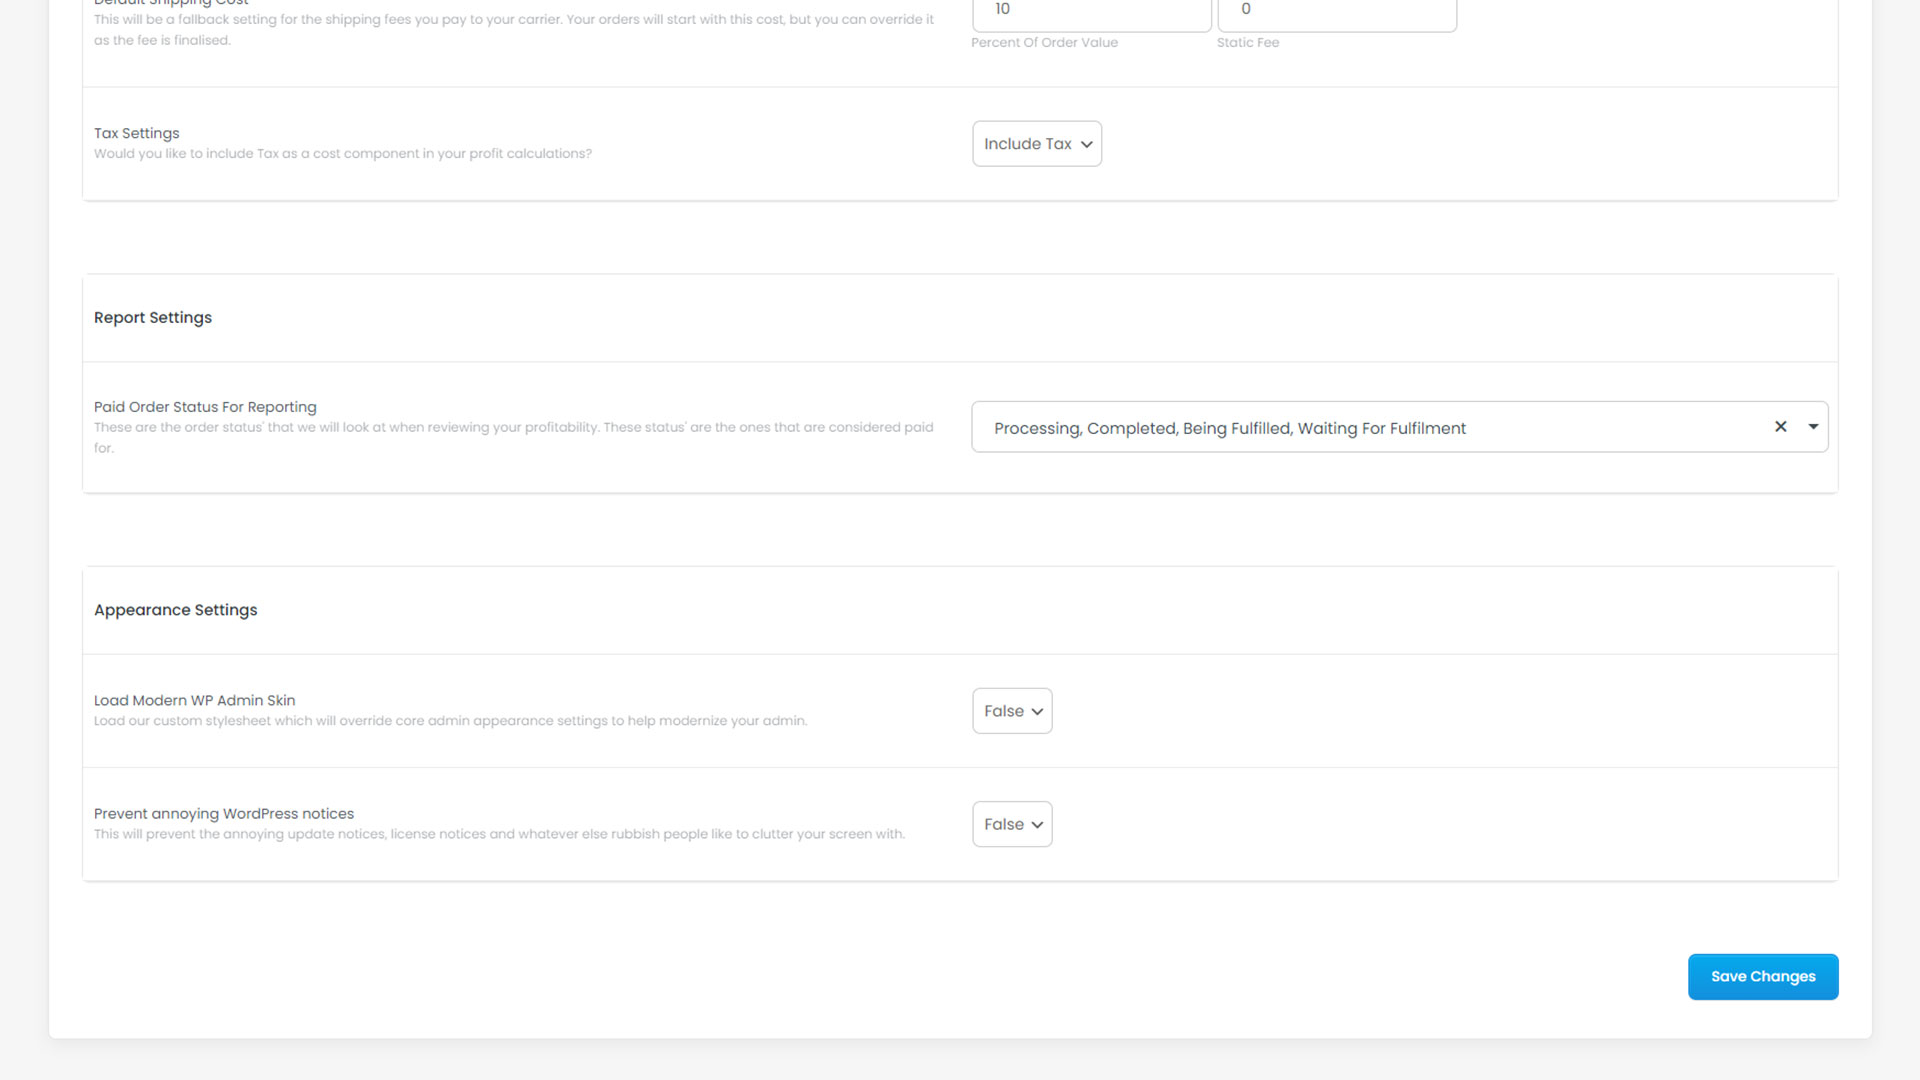 Default Shipping Cost
This will be a fallback setting for the shipping fees you pay to your carrier. Your orders will start with this cost, but you can override it
as the fee is finalised.
10
0
Percent Of Order Value
Static Fee
Tax Settings
Would you like to include Tax as a cost component in your profit calculations?
Include Tax
Report Settings
Paid Order Status For Reporting
These are the order status' that we will look at when reviewing your profitability. These status' are the ones that are considered paid
for.
Processing, Completed, Being Fulfilled, Waiting For Fulfilment
Appearance Settings
Load Modern WP Admin Skin
Load our custom stylesheet which will override core admin appearance settings to help modernize your admin.
False
Prevent annoying WordPress notices
This will prevent the annoying update notices, license notices and whatever else rubbish people like to clutter your screen with.
False
Save Changes